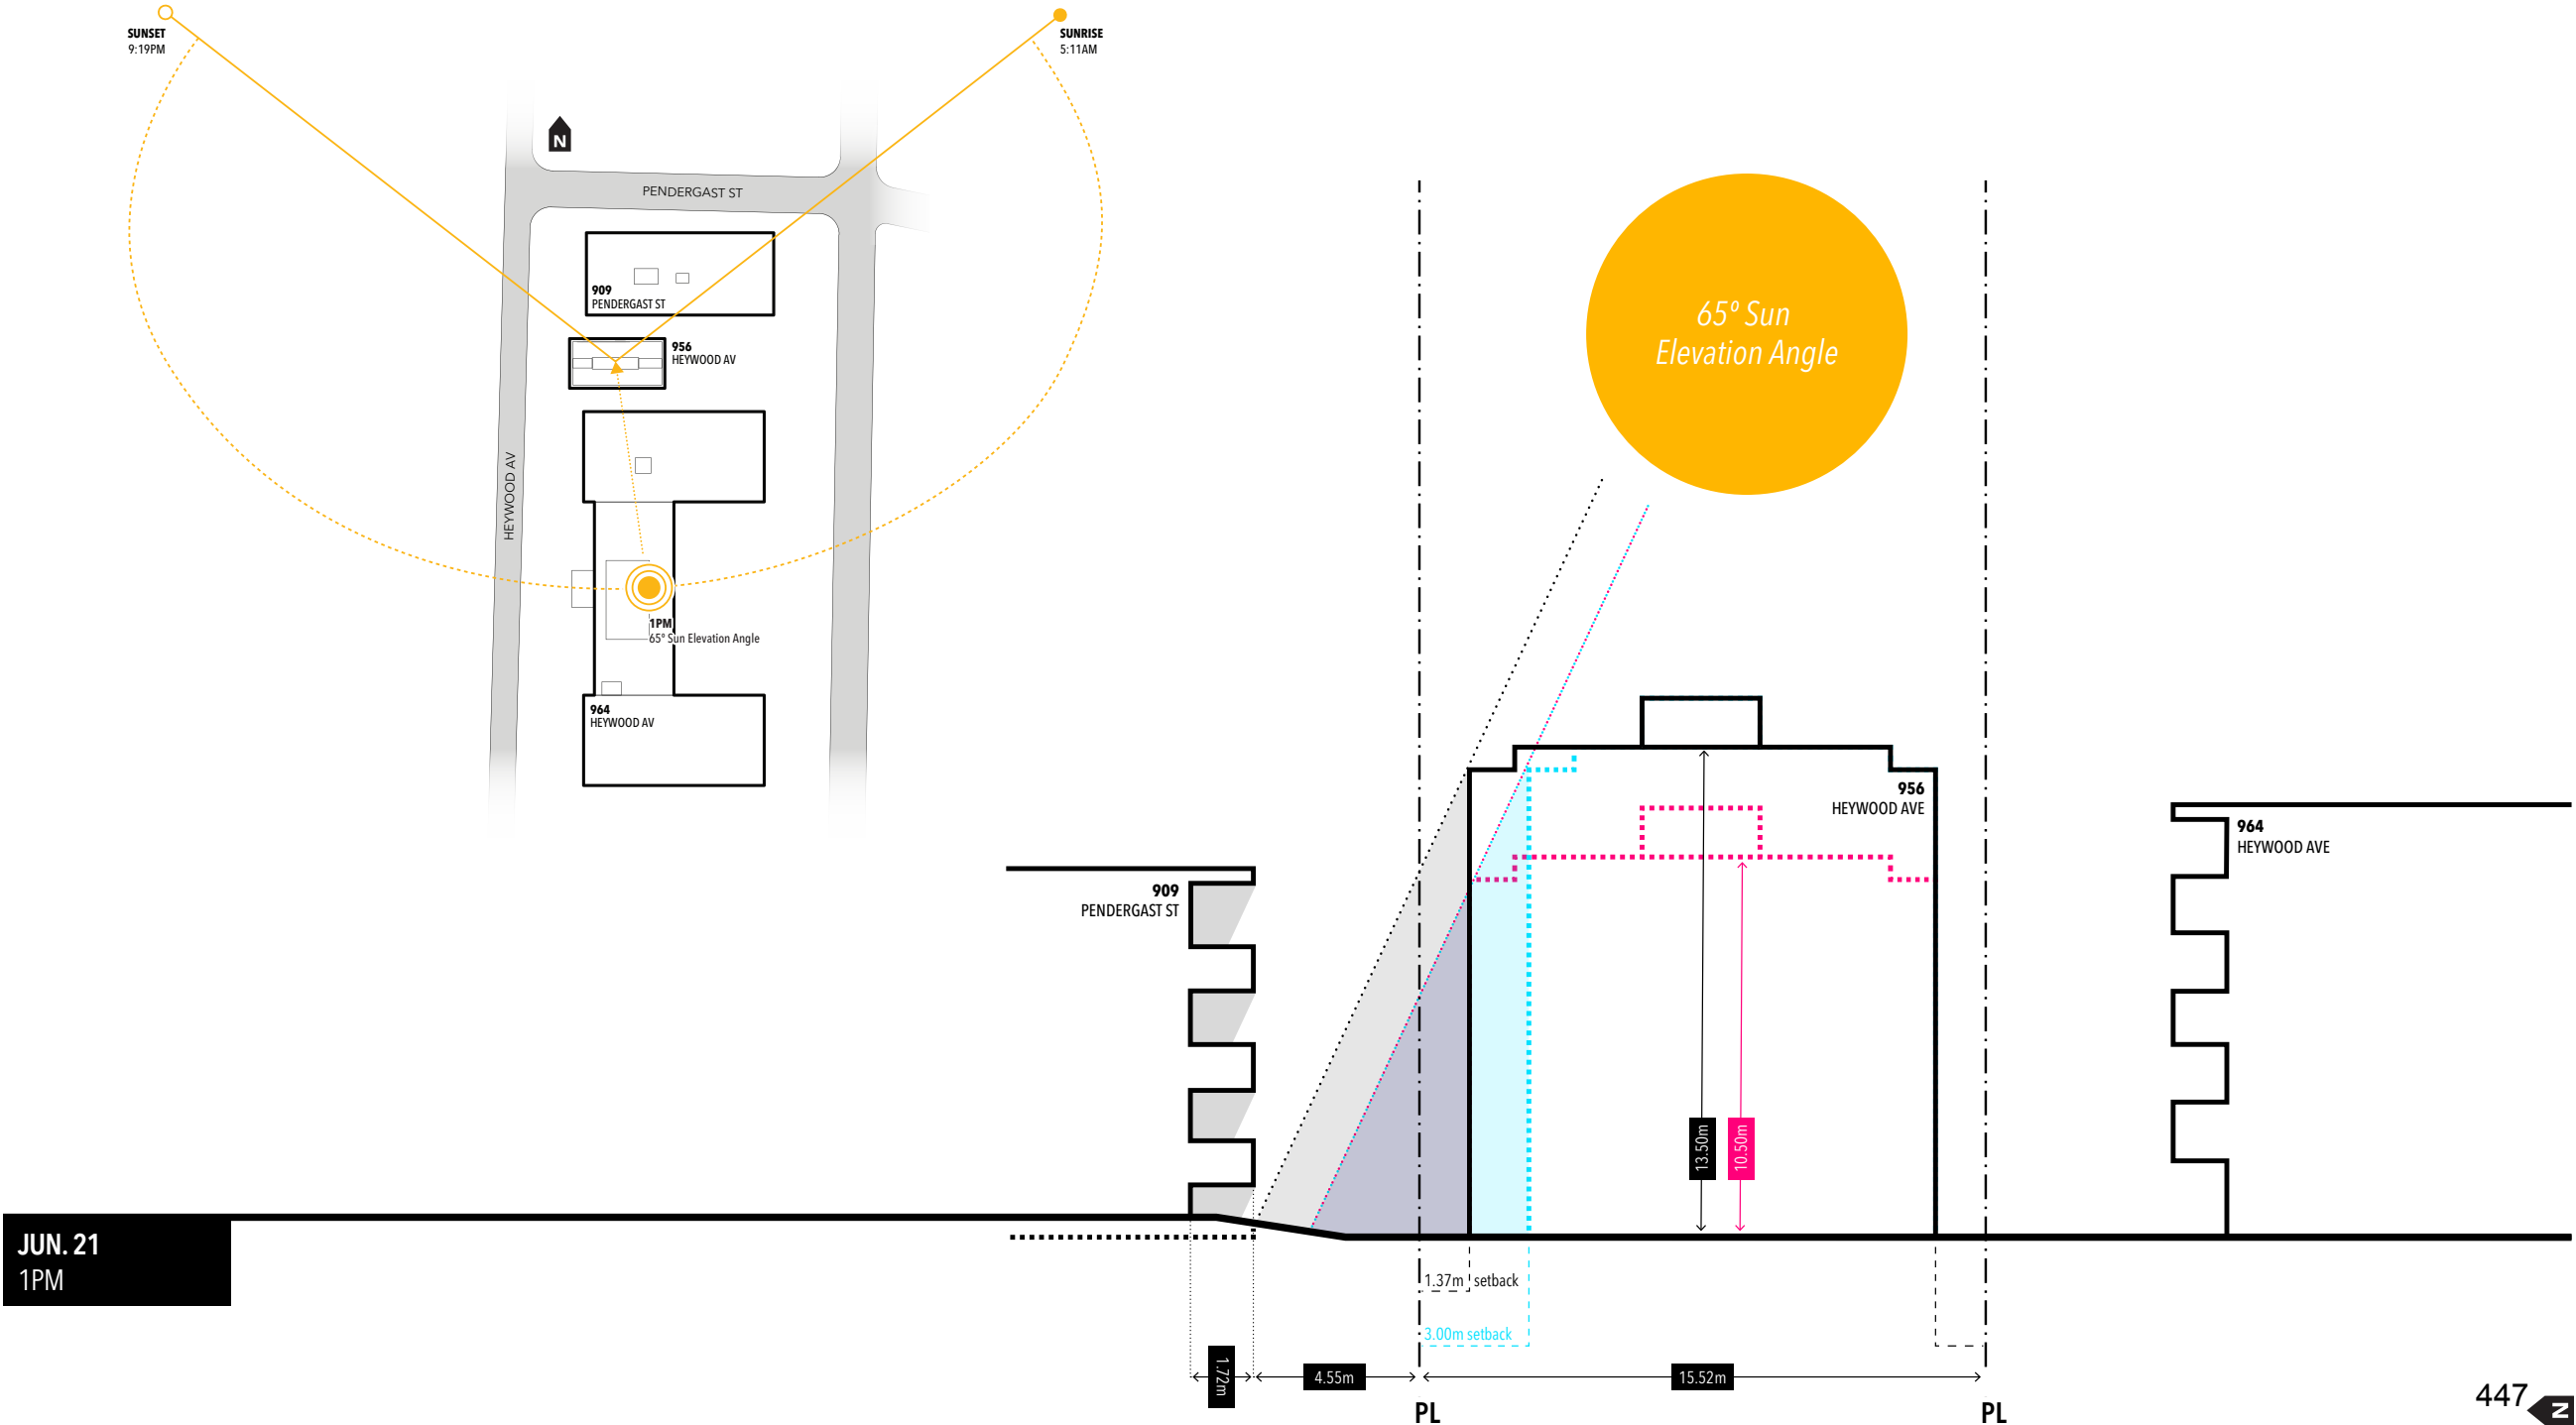 SUNSET
9:19PM
SUNRISE
5:11AM
N
PENDERGAST ST
909
PENDERGAST ST
956
HEYWOOD AV
HEYWOOD AV
1PM
65º Sun Elevation Angle
964
HEYWOOD AV
65º Sun
Elevation Angle
956
HEYWOOD AVE
964
HEYWOOD AVE
909
PENDERGAST ST
13.50m
10.50m
JUN. 21
1PM
1.37m setback
3.00m setback
1.72m
4.55m
15.52m
PL
PL
447
N